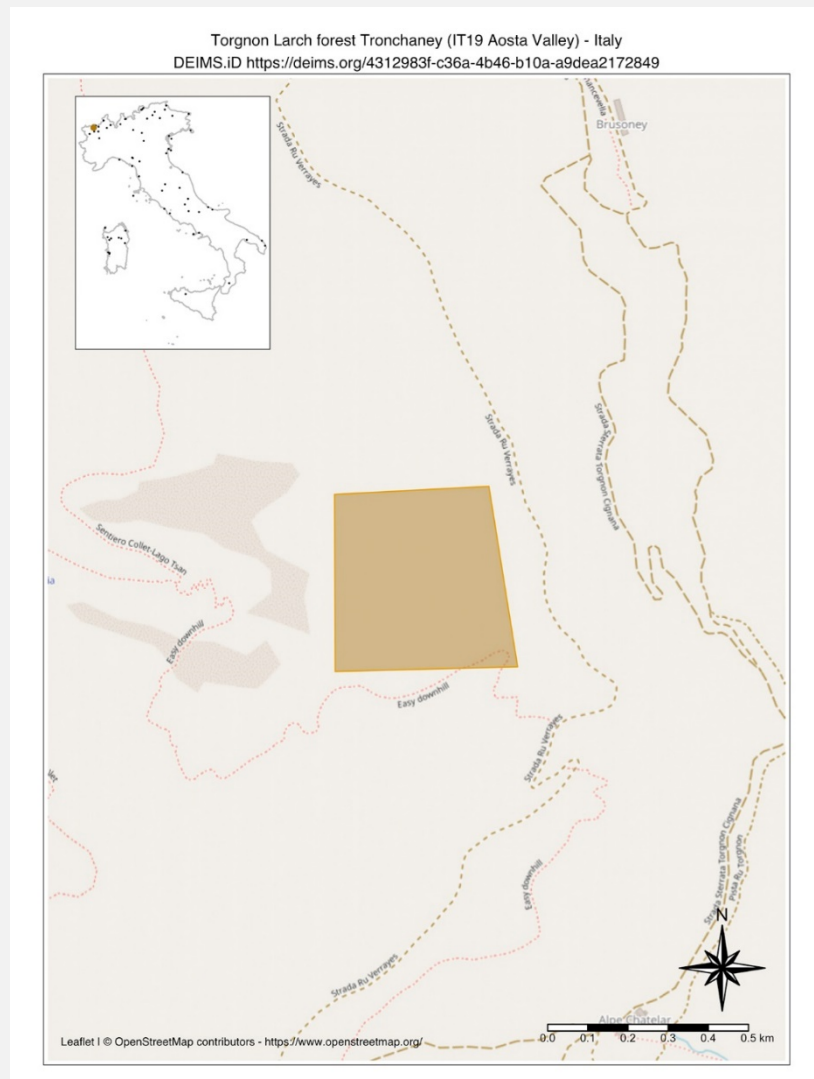 Torgnon Larch forest Tronchaney (IT19 Aosta Valley) - Italy
DEIMS.iD https://deims.org/4312983f-c36a-4b46-b10a-a9dea2172849
Brusoney
Strada Ru Verrayes
Strada Ru Verrayes
Strada Sterrata Torgnon Cignana
Sentiero Collet-Lago Tsan
Easy downhill
Easy downhill
Strada Ru Verrayes
Strada Sterrata Torgnon Cignana
Pista Ru Torgnon
Easy downhill
Strada Ru Verrayes
N
Alpe Chatelar
0.0 0.1 0.2 0.3 0.4 0.5 km
Leaflet | © OpenStreetMap contributors - https://www.openstreetmap.org/